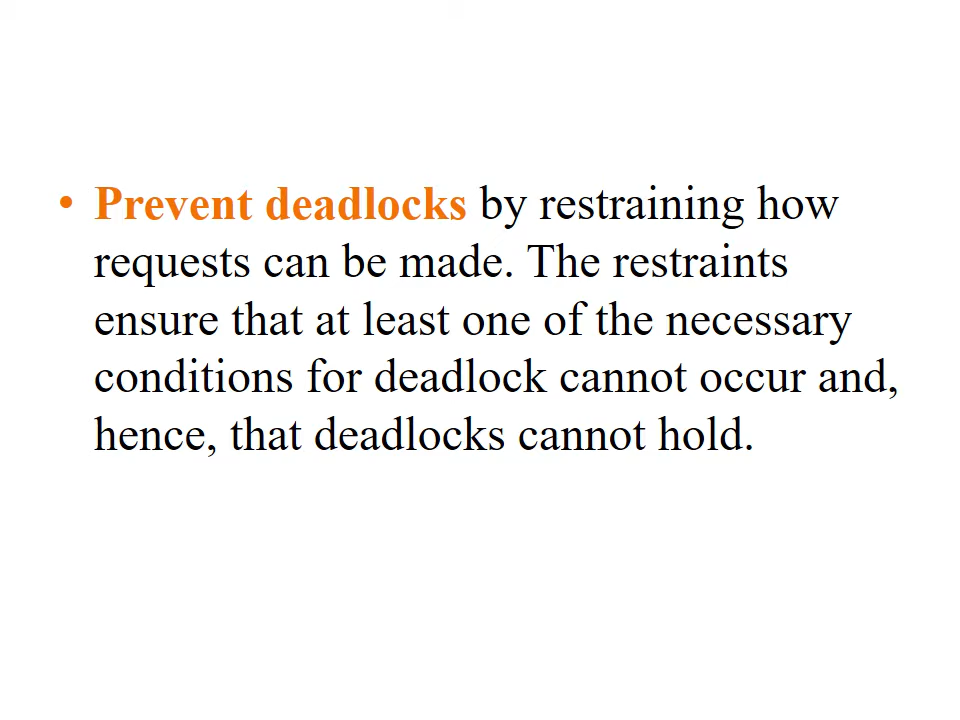 • Prevent deadlocks by restraining how
requests can be made. The restraints
ensure that at least one of the necessary
conditions for deadlock cannot occur and,
hence, that deadlocks cannot hold.